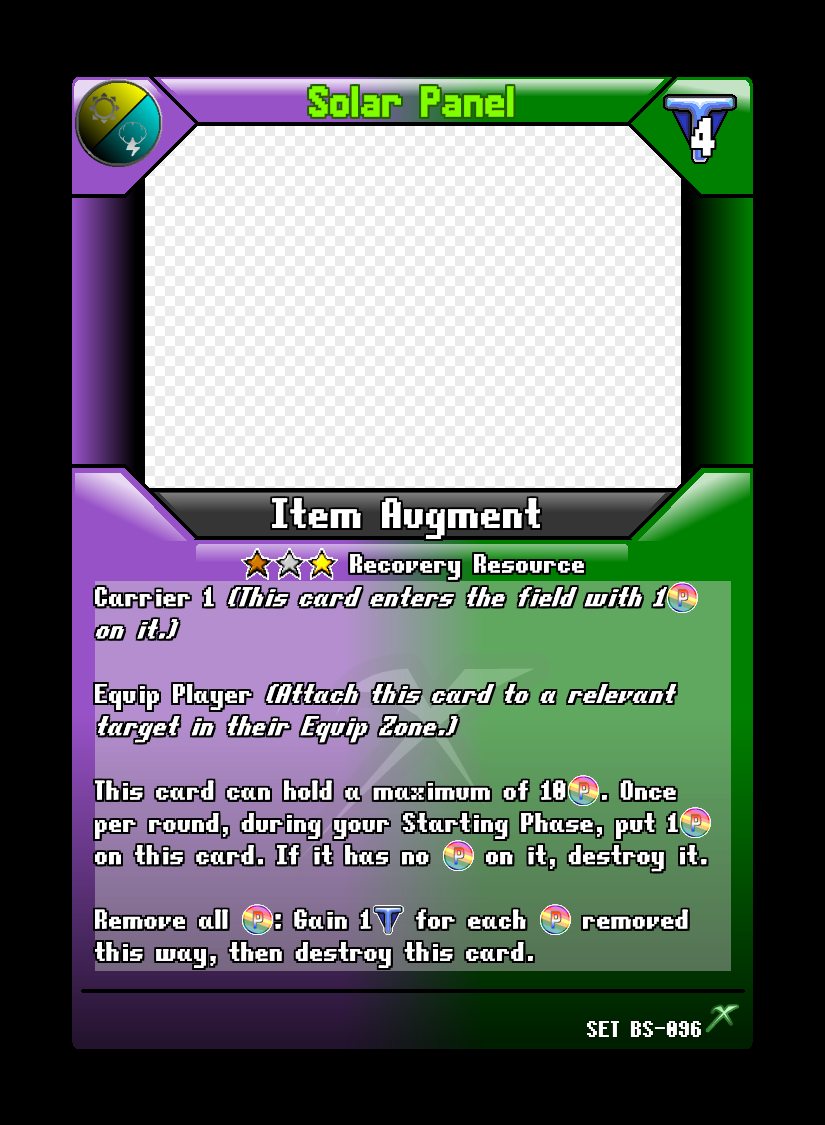 Solar Panel
4
Item Augment
Recovery Resource
Carrier 1 (This card enters the field with 1 P
on it.)
Equip Player (Attach this card to a relevant
target in their Equip Zone.)
This card can hold a maximum of 10 P. Once
per round, during your Starting Phase, put 1 P
on this card. If it has no P on it, destroy it.
Remove all P: Gain 1 T for each P removed
this way, then destroy this card.
SET BS-096